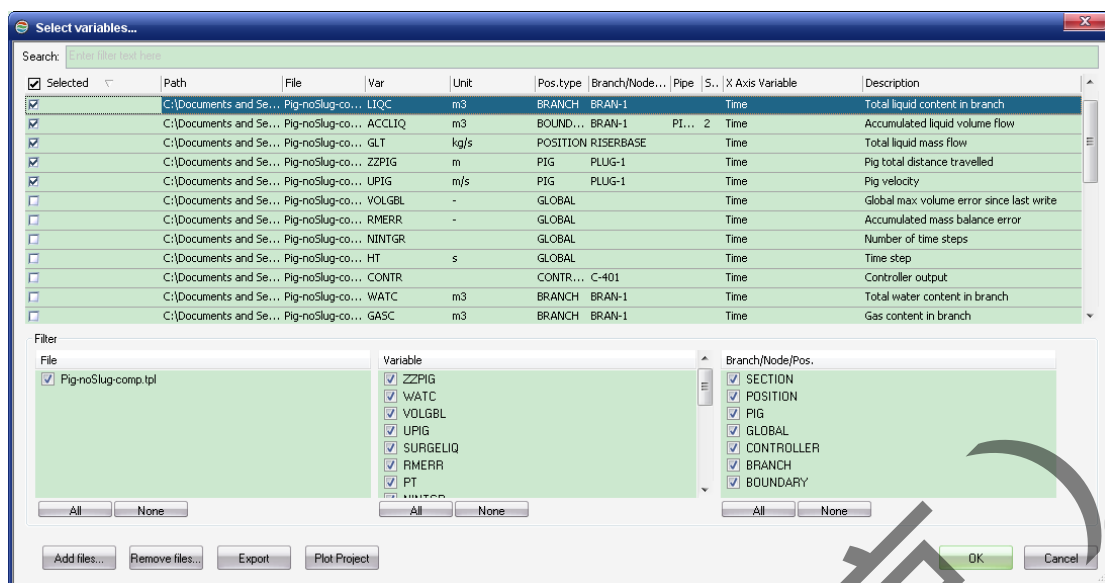 Select variables...
Search: Enter filter text here
Selected Path File Var Unit Pos.type Branch/Node... Pipe S.. X Axis Variable Description
C:\Documents and Se... Pig-noSlug-co... LIQC m3 BRANCH BRAN-1 Time Total liquid content in branch
C:\Documents and Se... Pig-noSlug-co... ACCLIQ m3 BOUND... BRAN-1 PI... 2 Time Accumulated liquid volume flow
C:\Documents and Se... Pig-noSlug-co... GLT kg/s POSITION RISERBASE Time Total liquid mass flow
C:\Documents and Se... Pig-noSlug-co... ZZPIG m PIG PLUG-1 Time Pig total distance travelled
C:\Documents and Se... Pig-noSlug-co... UPIG m/s PIG PLUG-1 Time Pig velocity
C:\Documents and Se... Pig-noSlug-co... VOLGBL - GLOBAL Time Global max volume error since last write
C:\Documents and Se... Pig-noSlug-co... RMERR - GLOBAL Time Accumulated mass balance error
C:\Documents and Se... Pig-noSlug-co... NINTGR GLOBAL Time Number of time steps
C:\Documents and Se... Pig-noSlug-co... HT s GLOBAL Time Time step
C:\Documents and Se... Pig-noSlug-co... CONTR CONTR... C-401 Time Controller output
C:\Documents and Se... Pig-noSlug-co... WATC m3 BRANCH BRAN-1 Time Total water content in branch
C:\Documents and Se... Pig-noSlug-co... GASC m3 BRANCH BRAN-1 Time Gas content in branch
Filter
File Variable Branch/Node/Pos.
Pig-noSlug-comp.tpl ZZPIG SECTION
WATC POSITION
VOLGBL PIG
UPIG GLOBAL
SURGELIQ CONTROLLER
RMERR BRANCH
PT BOUNDARY
All None All None All None
Add files... Remove files... Export Plot Project OK Cancel